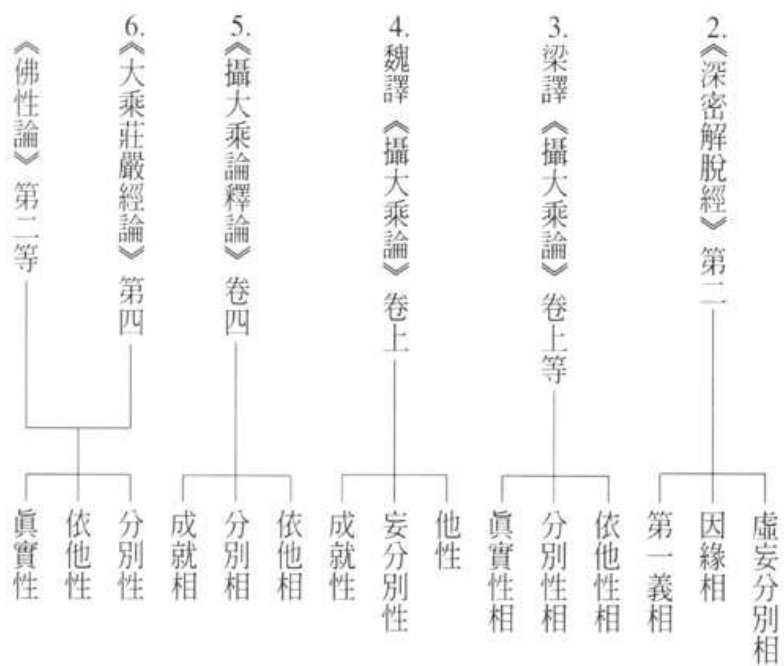 2.《深密解脫經》第二
虛妄分別相
因緣相
第一義相
3.梁譯《攝大乘論》卷上等
依他性相
分別性相
眞實性相
4.魏譯《攝大乘論》卷上
他性
妄分別性
成就性
5.《攝大乘論釋論》卷四
依他相
分別相
成就相
6.《大乘莊嚴經論》第四
《佛性論》第二等
分別性
依他性
眞實性